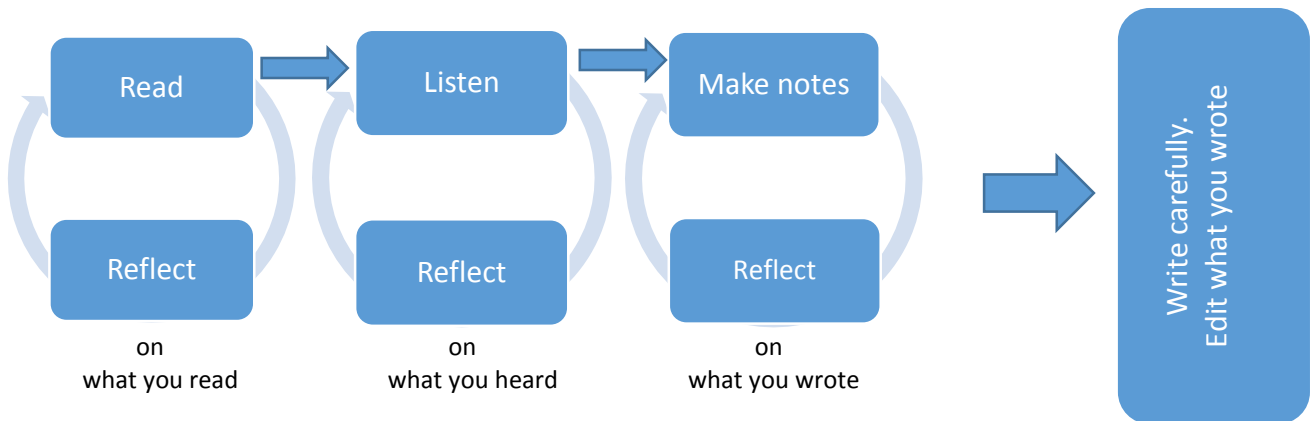 Read
Listen
Make notes
Reflect
Reflect
Reflect
on
what you read
on
what you heard
on
what you wrote
Write carefully.
Edit what you wrote